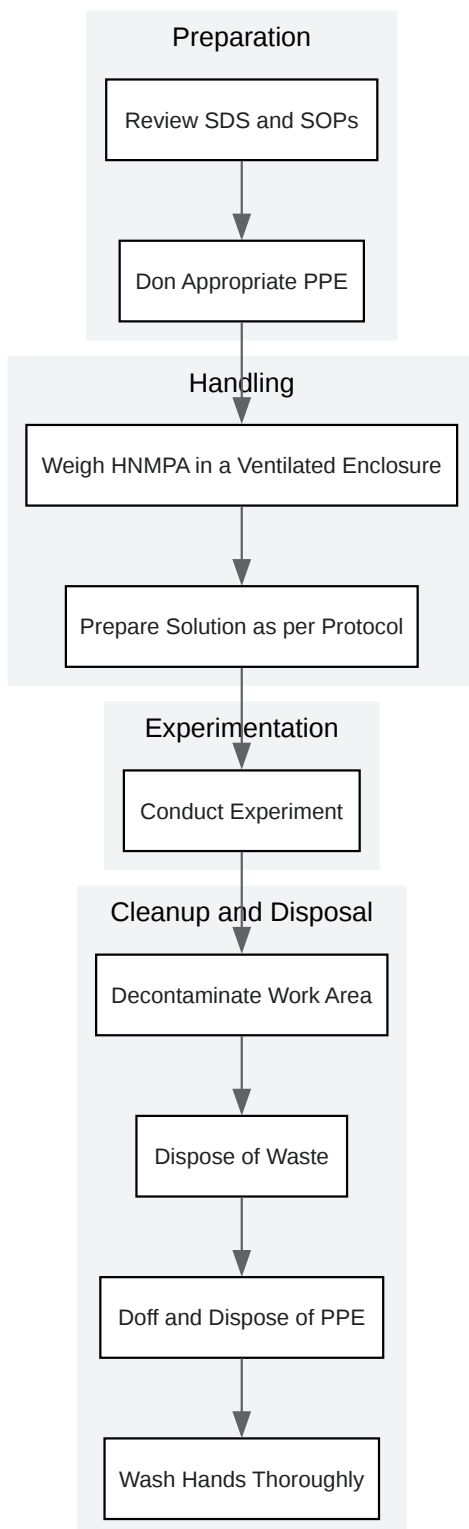 Preparation
Review SDS and SOPs
Don Appropriate PPE
Handling
Weigh HNMPA in a Ventilated Enclosure
Prepare Solution as per Protocol
Experimentation
Conduct Experiment
Cleanup and Disposal
Decontaminate Work Area
Dispose of Waste
Doff and Dispose of PPE
Wash Hands Thoroughly